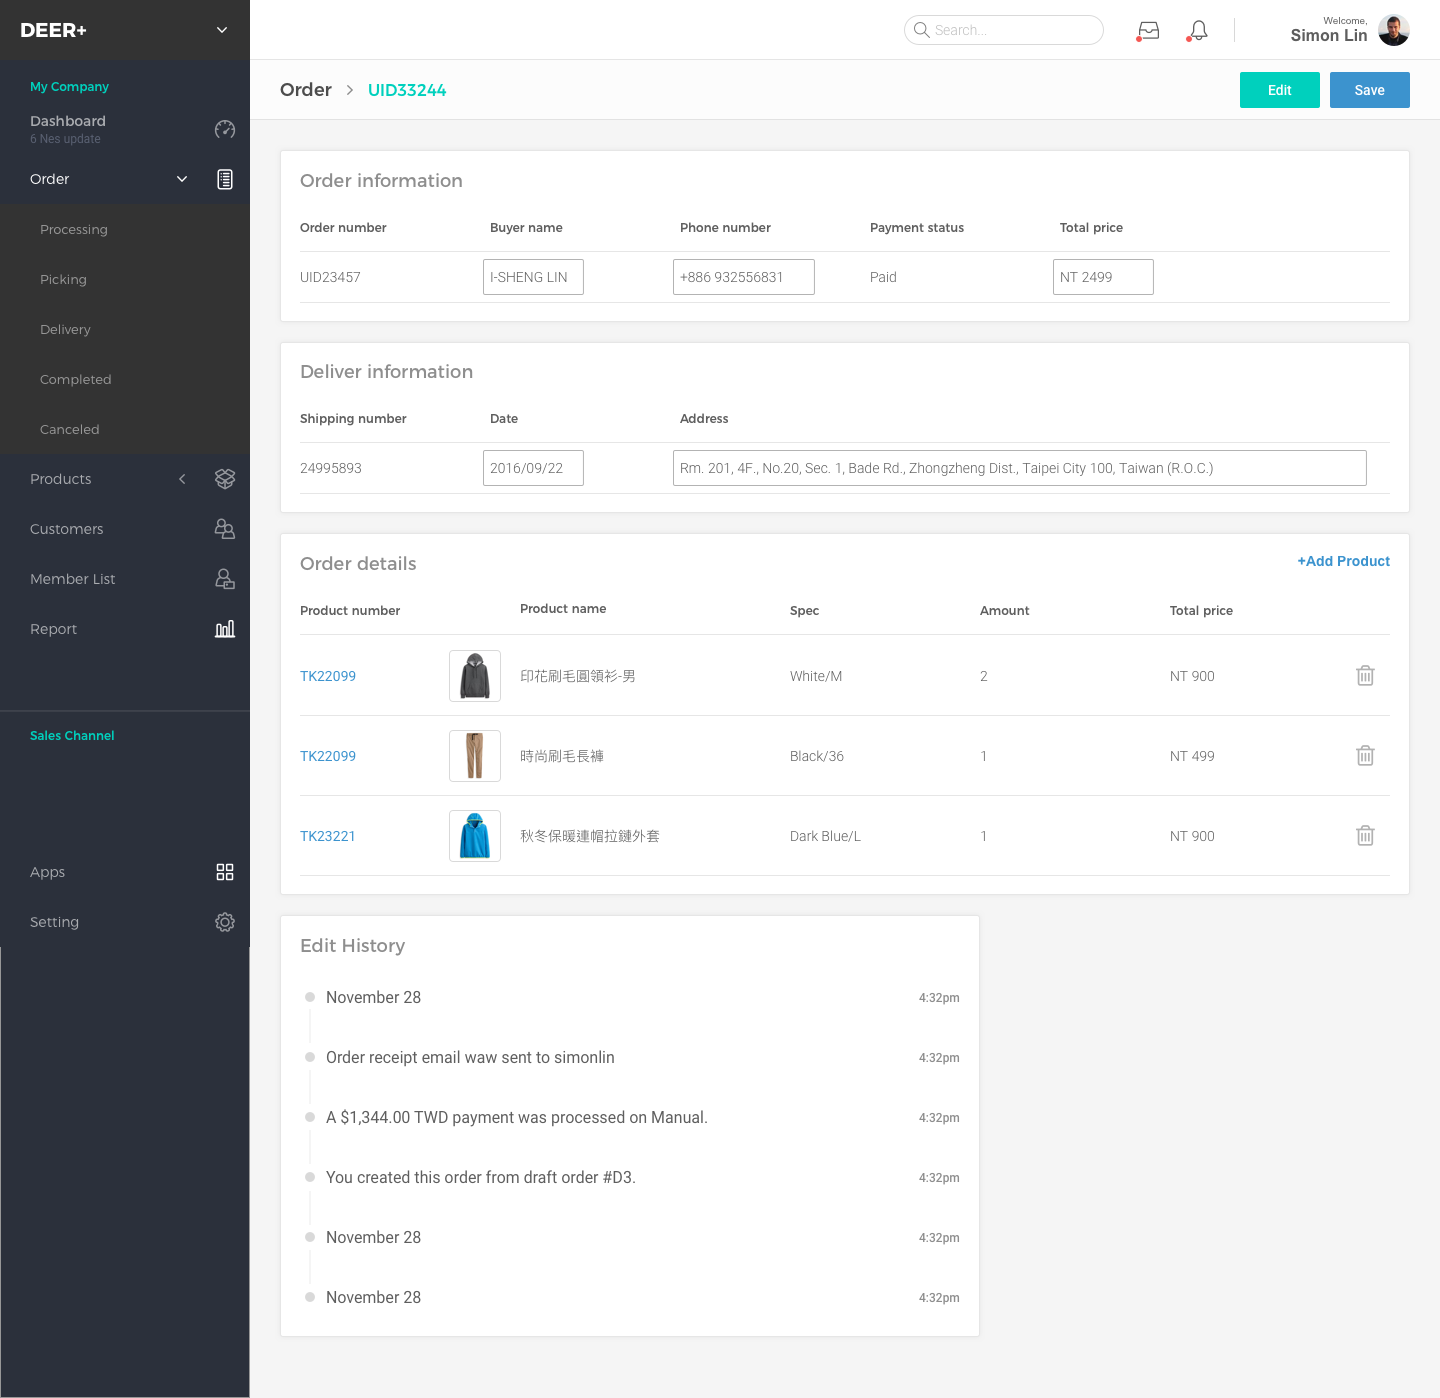 DEER+
Search...
Welcome,
Simon Lin
My Company
Dashboard
6 Nes update
Order
Processing
Picking
Delivery
Completed
Canceled
Products
Customers
Member List
Report
Sales Channel
Apps
Setting
Order > UID33244
Edit
Save
Order information
Order number Buyer name Phone number Payment status Total price
UID23457 I-SHENG LIN +886 932556831 Paid NT 2499
Deliver information
Shipping number Date Address
24995893 2016/09/22 Rm. 201, 4F., No.20, Sec. 1, Bade Rd., Zhongzheng Dist., Taipei City 100, Taiwan (R.O.C.)
Order details
+Add Product
Product number Product name Spec Amount Total price
TK22099 印花刷毛圓領衫-男 White/M 2 NT 900
TK22099 時尚刷毛長褲 Black/36 1 NT 499
TK23221 秋冬保暖連帽拉鏈外套 Dark Blue/L 1 NT 900
Edit History
November 28 4:32pm
Order receipt email waw sent to simonlin 4:32pm
A $1,344.00 TWD payment was processed on Manual. 4:32pm
You created this order from draft order #D3. 4:32pm
November 28 4:32pm
November 28 4:32pm